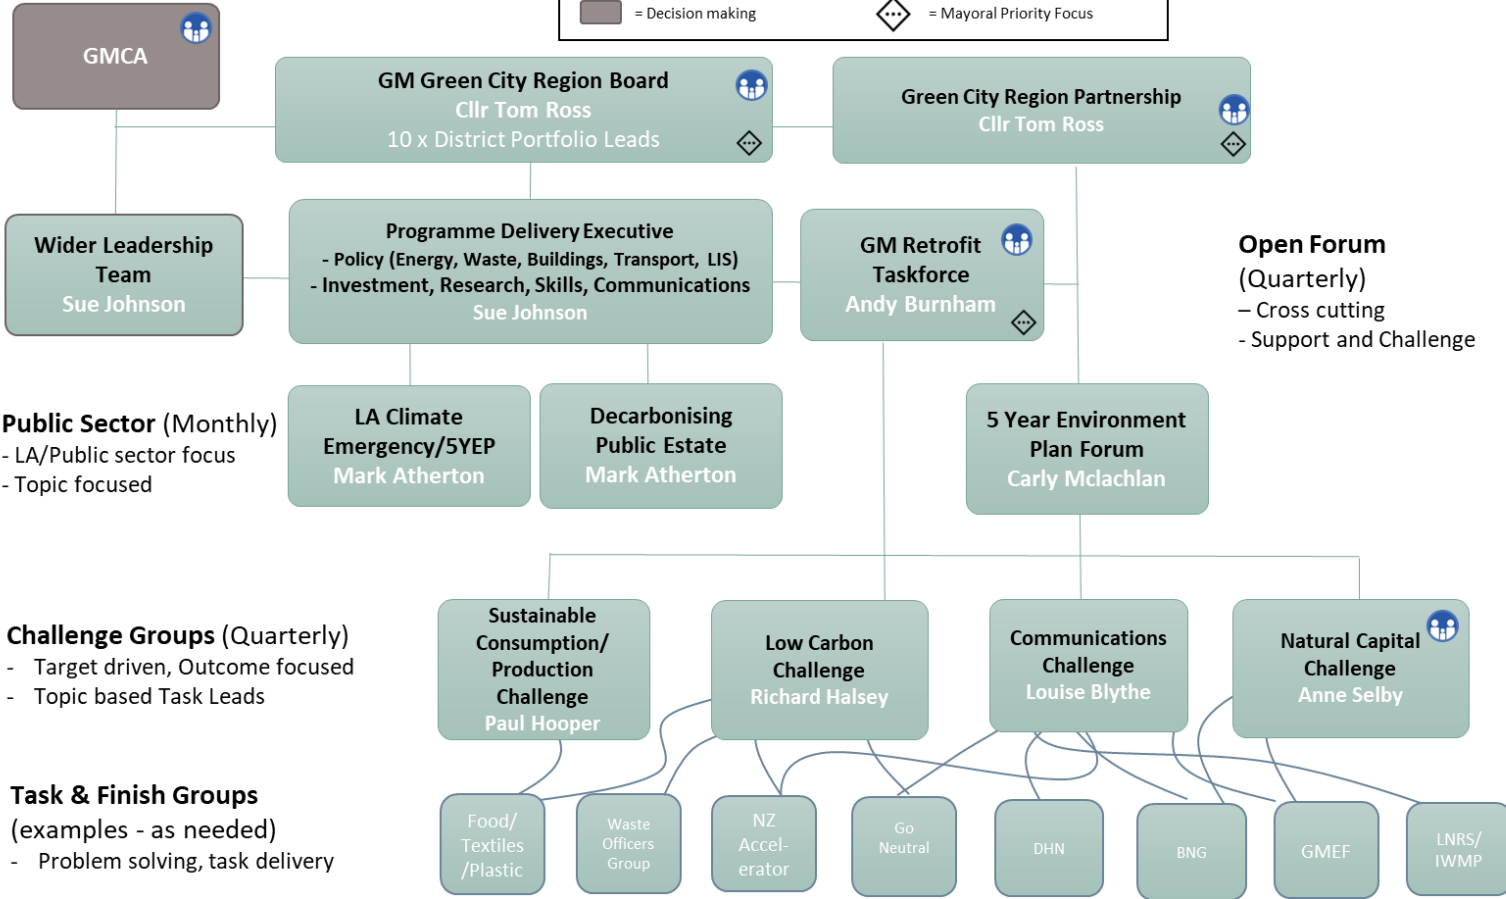 = Decision making
= Mayoral Priority Focus
GMCA
GM Green City Region Board
Cllr Tom Ross
10 x District Portfolio Leads
Green City Region Partnership
Cllr Tom Ross
Wider Leadership
Team
Sue Johnson
Programme Delivery Executive
- Policy (Energy, Waste, Buildings, Transport, LIS)
- Investment, Research, Skills, Communications
Sue Johnson
GM Retrofit
Taskforce
Andy Burnham
Open Forum
(Quarterly)
– Cross cutting
- Support and Challenge
Public Sector (Monthly)
- LA/Public sector focus
- Topic focused
LA Climate
Emergency/5YEP
Mark Atherton
Decarbonising
Public Estate
Mark Atherton
5 Year Environment
Plan Forum
Carly Mclachlan
Challenge Groups (Quarterly)
- Target driven, Outcome focused
- Topic based Task Leads
Sustainable
Consumption/
Production
Challenge
Paul Hooper
Low Carbon
Challenge
Richard Halsey
Communications
Challenge
Louise Blythe
Natural Capital
Challenge
Anne Selby
Task & Finish Groups
(examples - as needed)
- Problem solving, task delivery
Food/
Textiles
/Plastic
Waste
Officers
Group
NZ
Accel-
erator
Go
Neutral
DHN
BNG
GMEF
LNRS/
IWMP